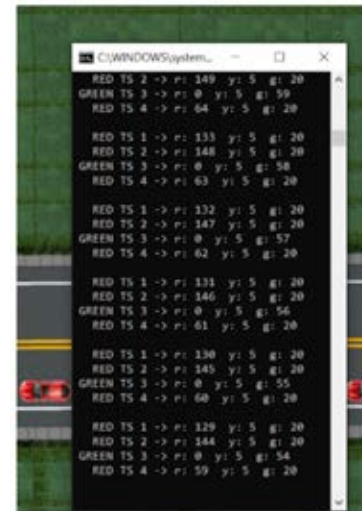 C:\WINDOWS\system...
RED TS 2 -> r: 149 y: 5 g: 20
GREEN TS 3 -> r: 0 y: 5 g: 59
RED TS 4 -> r: 64 y: 5 g: 20
RED TS 1 -> r: 133 y: 5 g: 20
RED TS 2 -> r: 148 y: 5 g: 20
GREEN TS 3 -> r: 0 y: 5 g: 58
RED TS 4 -> r: 63 y: 5 g: 20
RED TS 1 -> r: 132 y: 5 g: 20
RED TS 2 -> r: 147 y: 5 g: 20
GREEN TS 3 -> r: 0 y: 5 g: 57
RED TS 4 -> r: 62 y: 5 g: 20
RED TS 1 -> r: 131 y: 5 g: 20
RED TS 2 -> r: 146 y: 5 g: 20
GREEN TS 3 -> r: 0 y: 5 g: 56
RED TS 4 -> r: 61 y: 5 g: 20
RED TS 1 -> r: 130 y: 5 g: 20
RED TS 2 -> r: 145 y: 5 g: 20
GREEN TS 3 -> r: 0 y: 5 g: 55
RED TS 4 -> r: 60 y: 5 g: 20
RED TS 1 -> r: 129 y: 5 g: 20
RED TS 2 -> r: 144 y: 5 g: 20
GREEN TS 3 -> r: 0 y: 5 g: 54
RED TS 4 -> r: 59 y: 5 g: 20